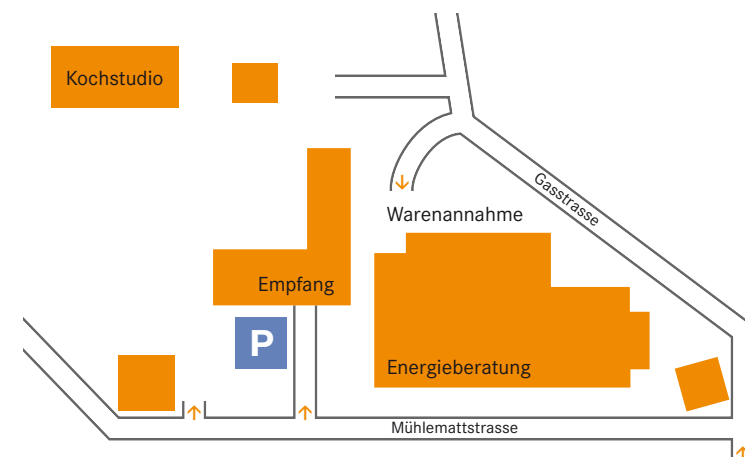 Kochstudio
Gasstrasse
Warenannahme
Empfang
P
Energieberatung
Mühlemattstrasse